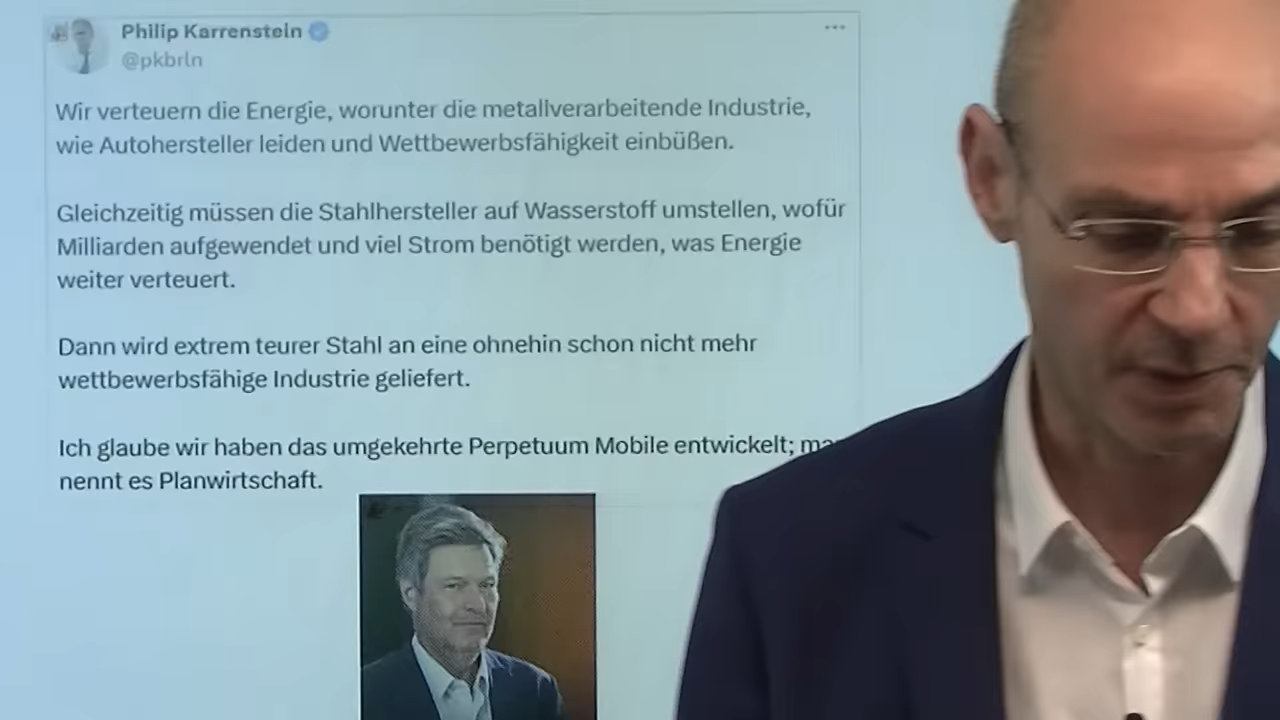 Philip Karrenstein
@pkbrln
Wir verteuern die Energie, worunter die metallverarbeitende Industrie,
wie Autohersteller leiden und Wettbewerbsfähigkeit einbüßen.
Gleichzeitig müssen die Stahlhersteller auf Wasserstoff umstellen, wofür
Milliarden aufgewendet und viel Strom benötigt werden, was Energie
weiter verteuert.
Dann wird extrem teurer Stahl an eine ohnehin schon nicht mehr
wettbewerbsfähige Industrie geliefert.
Ich glaube wir haben das umgekehrte Perpetuum Mobile entwickelt;
nennt es Planwirtschaft.